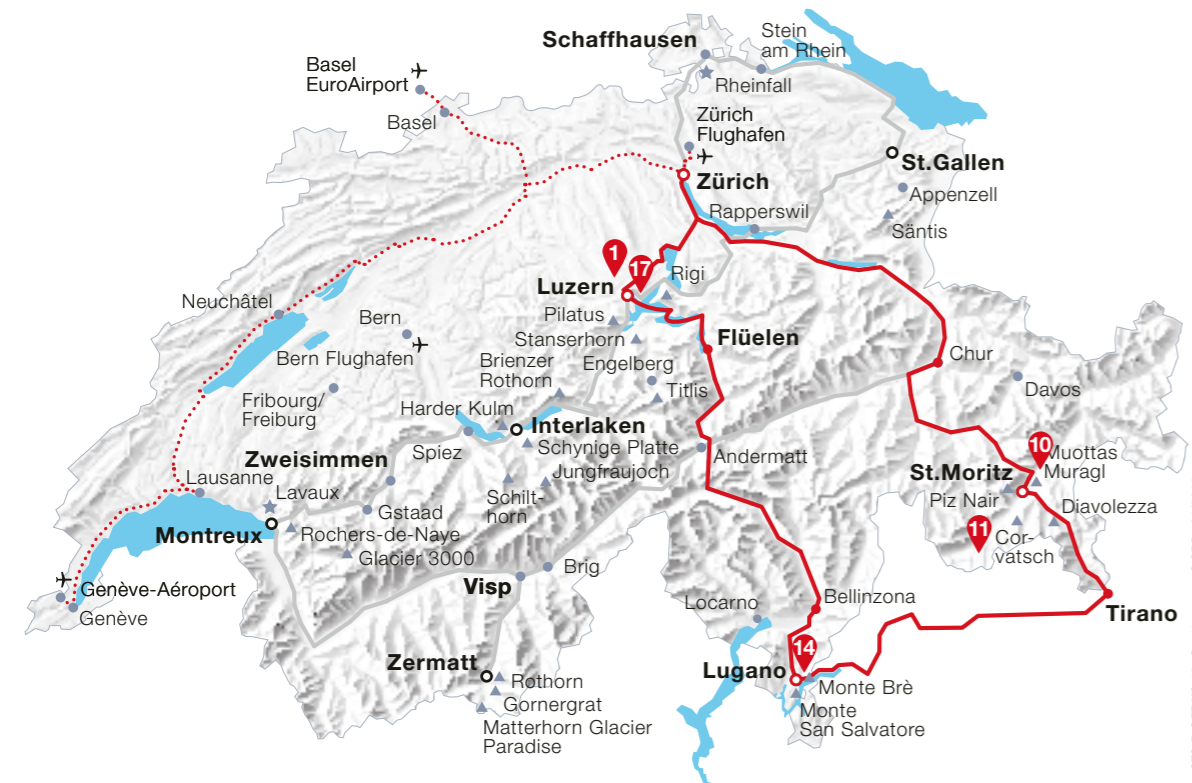 Schaffhausen
Stein
am Rhein
Basel
EuroAirport
Rheinfall
Basel
Zürich
Flughafen
St.Gallen
Zürich
Appenzell
Rapperswil
Säntis
1
17
Rigi
Luzern
Neuchâtel
Pilatus
Bern
Stanserhorn
Flüelen
Bern Flughafen
Brienzer
Rothorn
Engelberg
Chur
Titlis
Davos
Fribourg/
Freiburg
Harder Kulm
Interlaken
Spiez
Schynige Platte
10
Muottas
Muragl
Andermatt
Zweisimmen
Jungfraujoch
St.Moritz
Lausanne
Lavaux
Schilt-
horn
Piz Nair
Diavolezza
Gstaad
Montreux
Rochers-de-Naye
11
Cor-
vatsch
Glacier 3000
Brig
Visp
Genève-Aéroport
Genève
Locarno
Bellinzona
Tirano
14
Zermatt
Lugano
Rothorn
Monte Brè
Gornergrat
Monte
San Salvatore
Matterhorn Glacier
Paradise